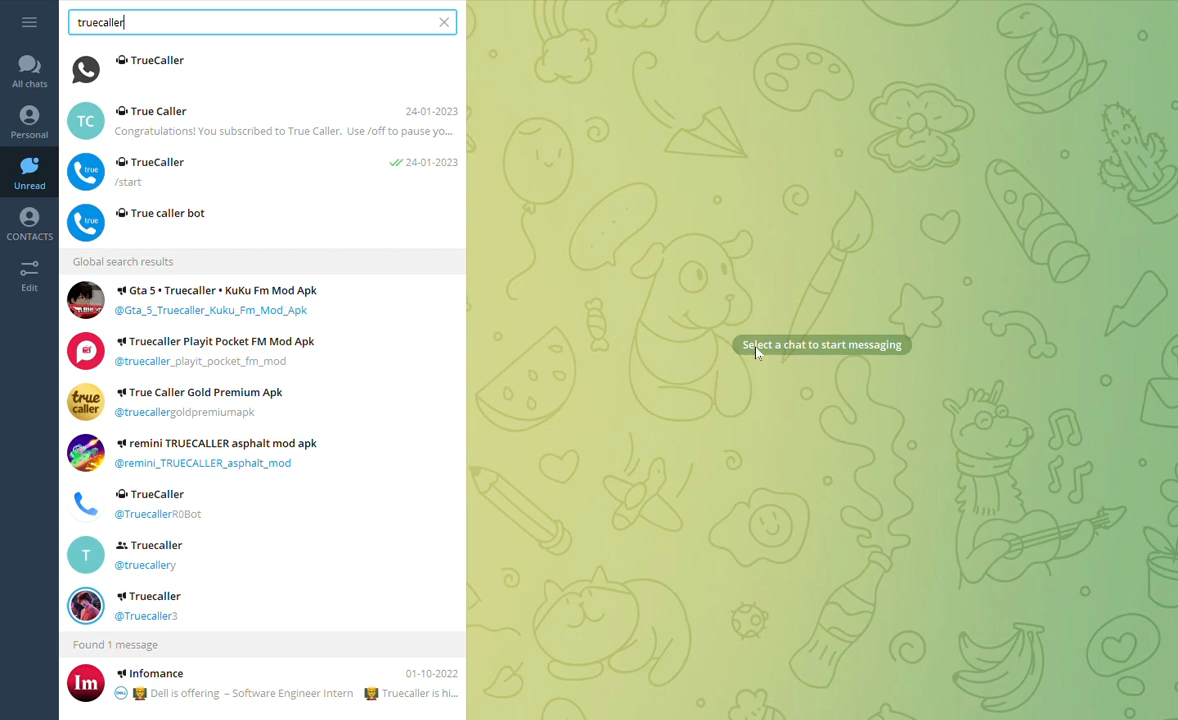 truecaller
All chats
Personal
Unread
CONTACTS
Edit
TrueCaller
TC
True Caller 24-01-2023
Congratulations! You subscribed to True Caller. Use /off to pause yo...
true
TrueCaller 24-01-2023
/start
true
True caller bot
Global search results
Gta 5 • Truecaller • KuKu Fm Mod Apk
@Gta_5_Truecaller_Kuku_Fm_Mod_Apk
Truecaller Playit Pocket FM Mod Apk
@truecaller_playit_pocket_fm_mod
true
caller
True Caller Gold Premium Apk
@truecallergoldpremiumapk
remini TRUECALLER asphalt mod apk
@remini_TRUECALLER_asphalt_mod
TrueCaller
@TruecallerR0Bot
T
Truecaller
@truecallery
Truecaller
@Truecaller3
Found 1 message
Im
Infomance 01-10-2022
Dell is offering – Software Engineer Intern Truecaller is hi...
Select a chat to start messaging